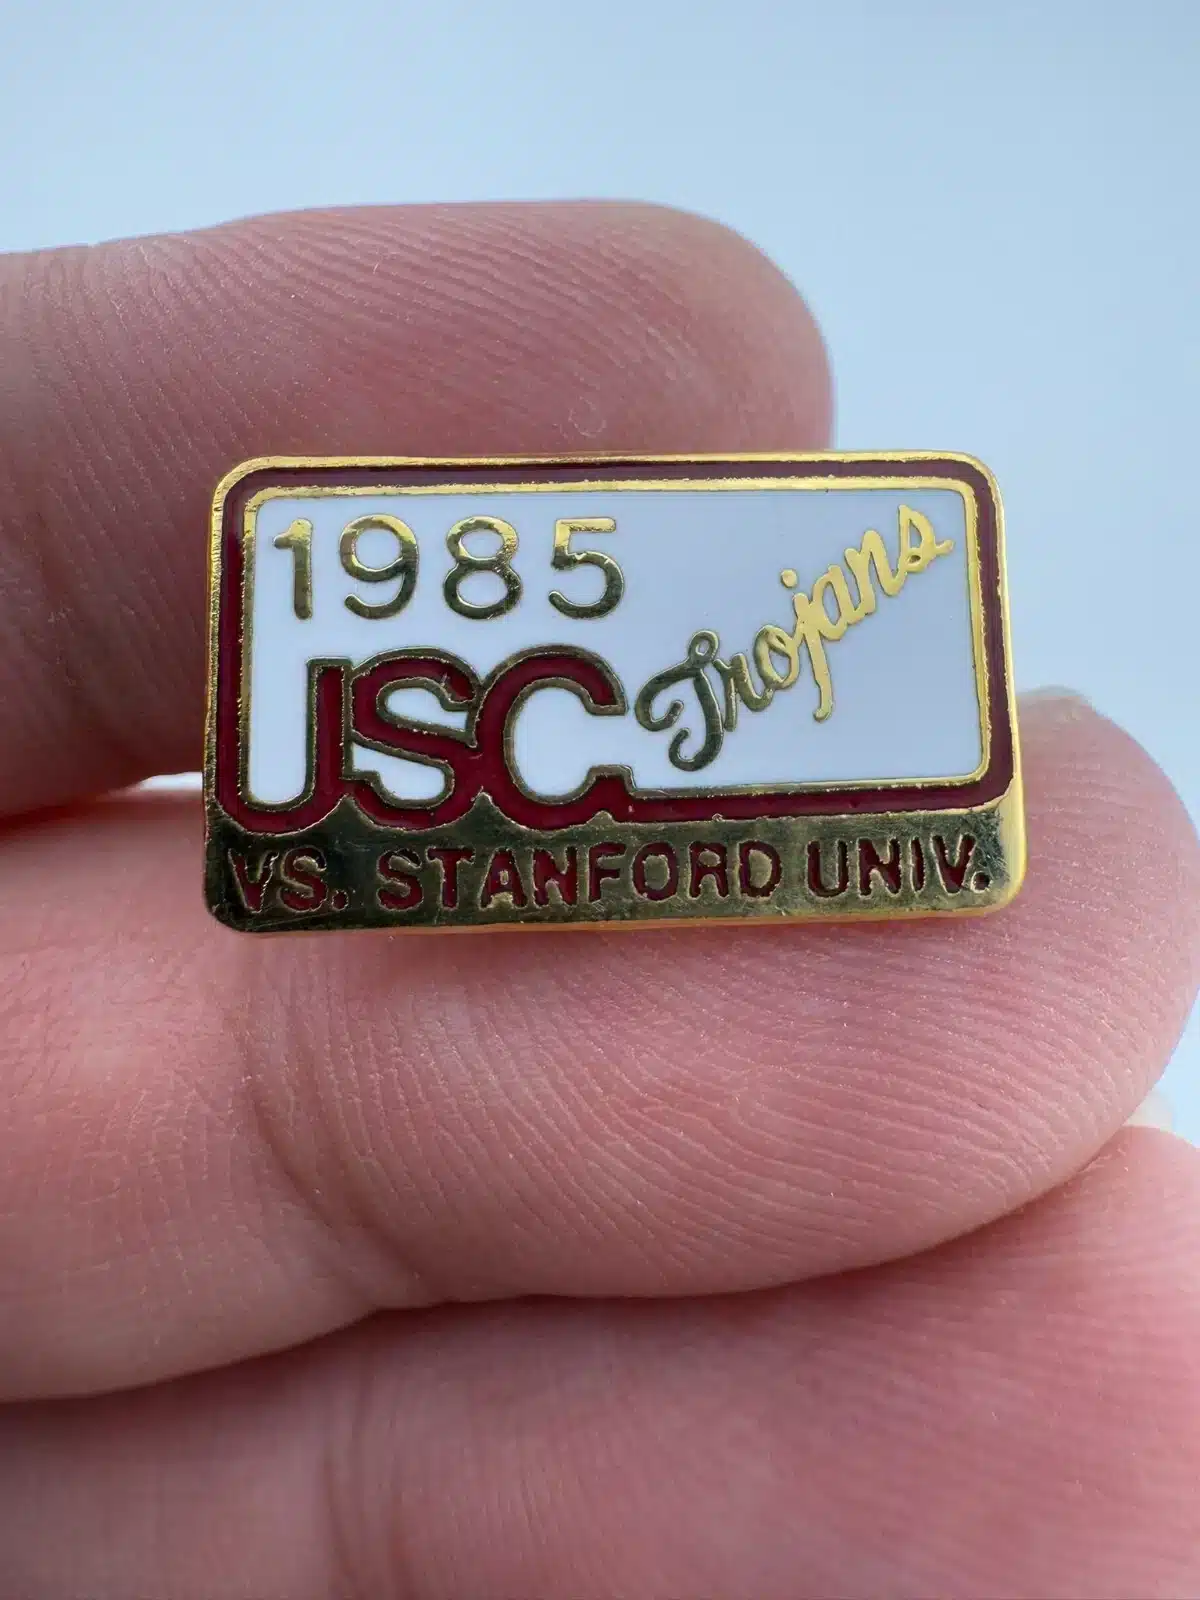 1985
USC Trojans
VS. STANFORD UNIV.